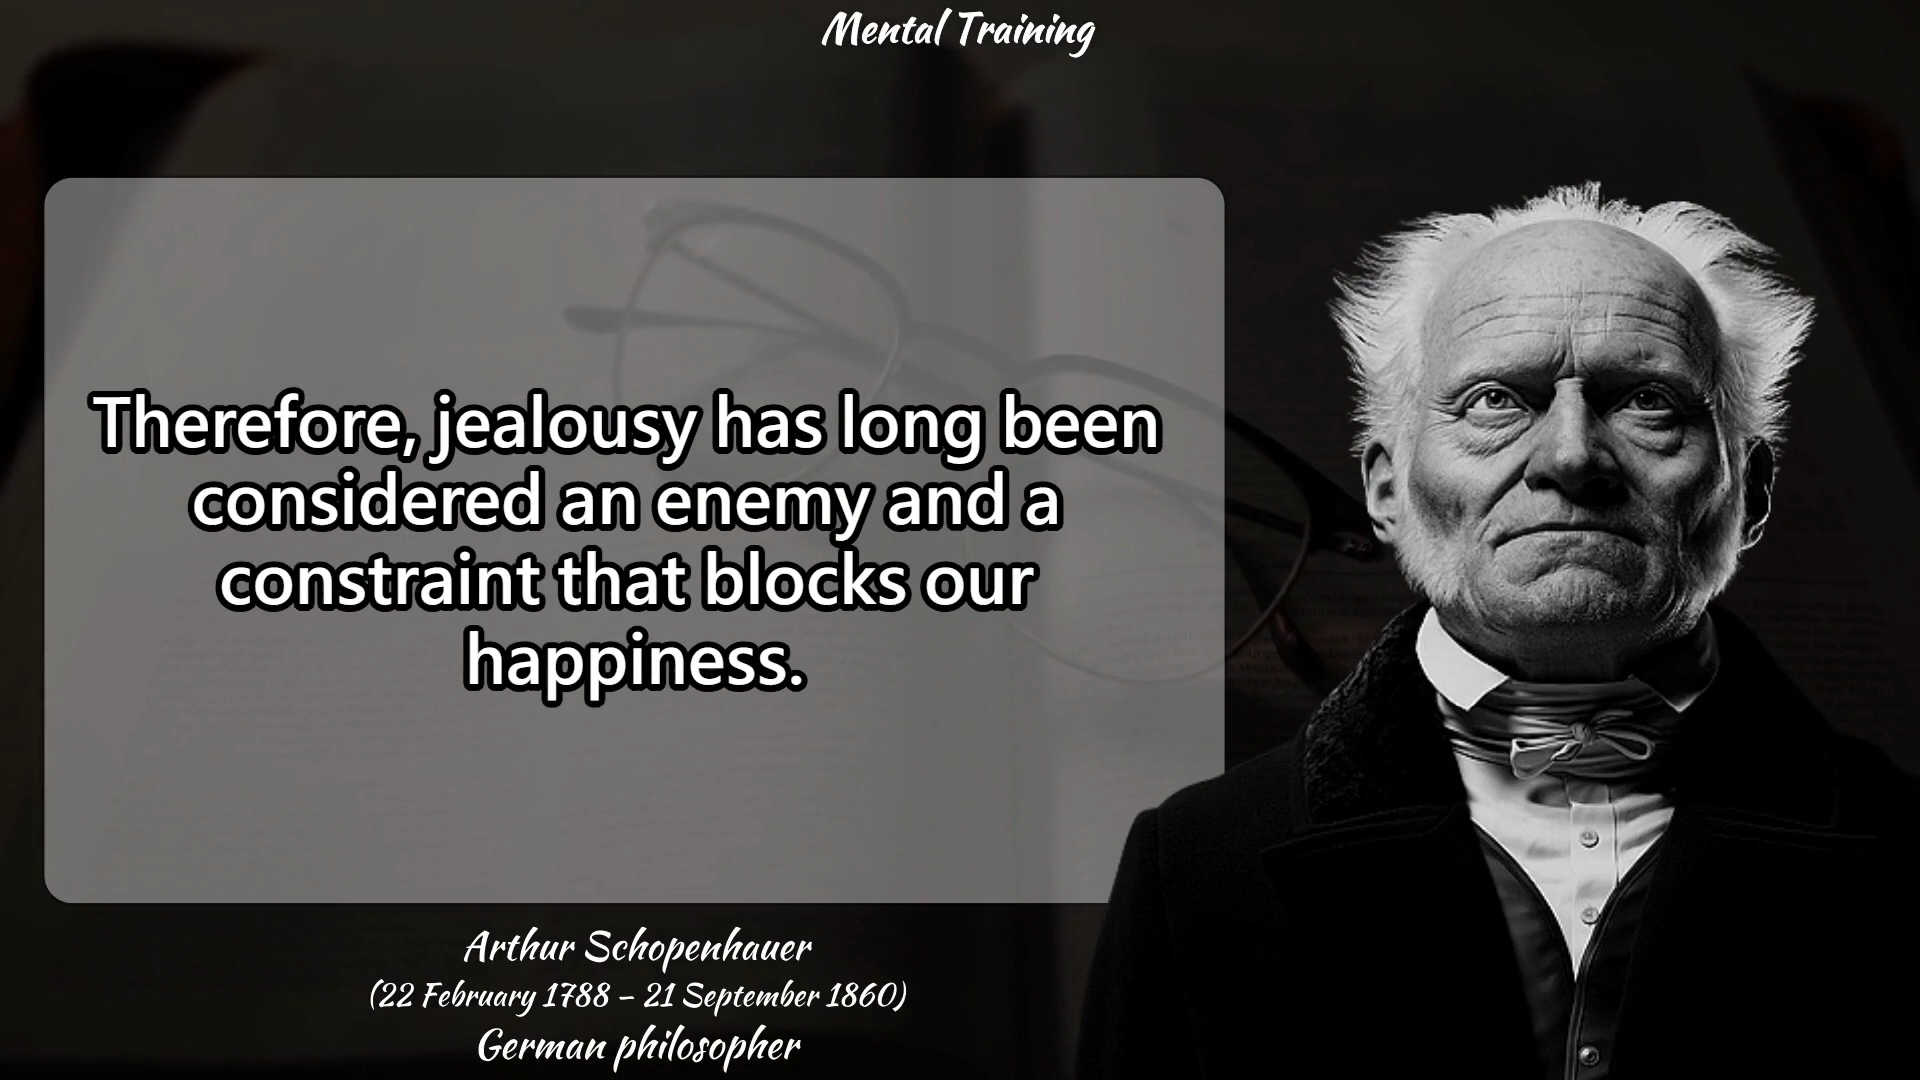 Mental Training
Therefore, jealousy has long been
considered an enemy and a
constraint that blocks our
happiness.
Arthur Schopenhauer
(22 February 1788 – 21 September 1860)
German philosopher